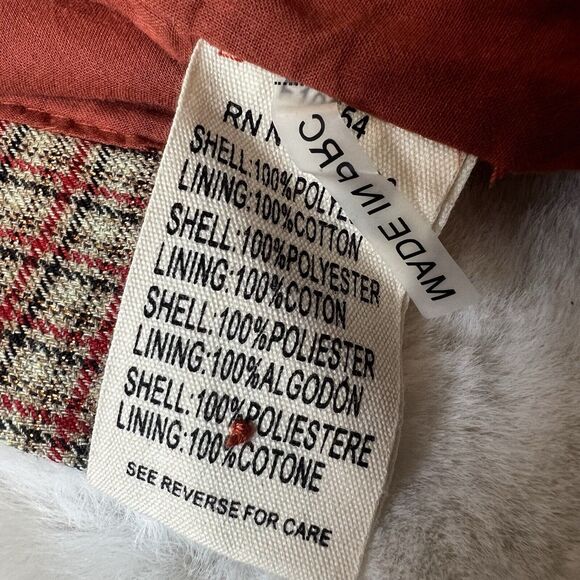 RN
SHELL:100%POLYE
LINING:100%COTTON
SHELL:100%POLYESTER
LINING:100%COTON
SHELL:100%POLIESTER
LINING:100%ALGODÓN
SHELL:100%POLIESTERE
LINING:100%COTONE
SEE REVERSE FOR CARE
MADE IN PRC